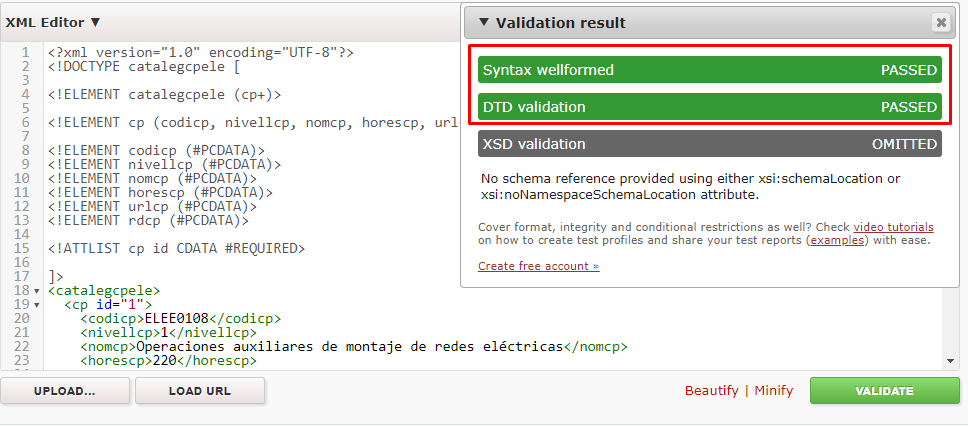 XML Editor ▼
1 <?xml version="1.0" encoding="UTF-8"?>
2 <!DOCTYPE catalegcpele [
3
4 <!ELEMENT catalegcpele (cp+)>
5
6 <!ELEMENT cp (codicp, nivellcp, nomcp, horescp, url
7
8 <!ELEMENT codicp (#PCDATA)>
9 <!ELEMENT nivellcp (#PCDATA)>
10 <!ELEMENT nomcp (#PCDATA)>
11 <!ELEMENT horescp (#PCDATA)>
12 <!ELEMENT urlcp (#PCDATA)>
13 <!ELEMENT rdcp (#PCDATA)>
14
15 <!ATTLIST cp id CDATA #REQUIRED>
16
17 ]>
18 <catalegcpele>
19 <cp id="1">
20 <codicp>ELEE0108</codicp>
21 <nivellcp>1</nivellcp>
22 <nomcp>Operaciones auxiliares de montaje de redes eléctricas</nomcp>
23 <horescp>220</horescp>
▼ Validation result
Syntax wellformed PASSED
DTD validation PASSED
XSD validation OMITTED
No schema reference provided using either xsi:schemaLocation or
xsi:noNamespaceSchemaLocation attribute.
Cover format, integrity and conditional restrictions as well? Check video tutorials
on how to create test profiles and share your test reports (examples) with ease.
Create free account »
UPLOAD...
LOAD URL
Beautify | Minify
VALIDATE